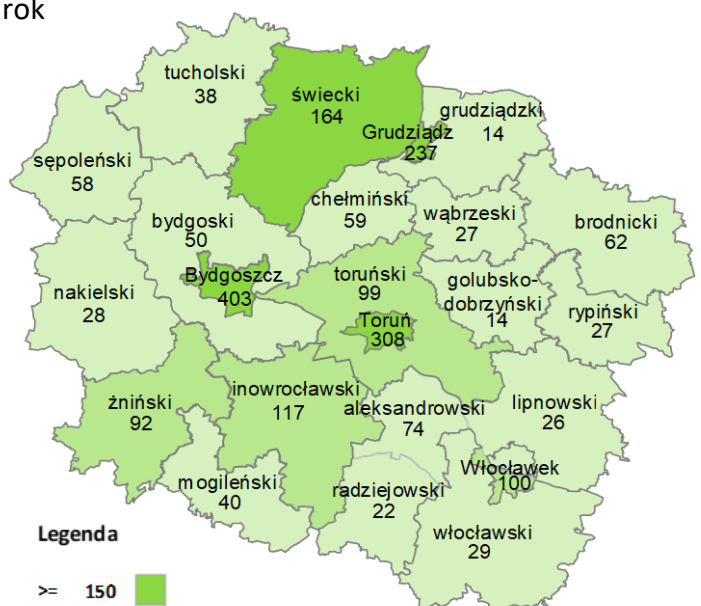 rok
tucholski
38
świecki
164
grudziądzki
14
Grudziądz
237
sępoleński
58
chełmiński
59
wąbrzeski
27
brodnicki
62
bydgoski
50
Bydgoszcz
403
toruński
99
golubsko-
dobrzyński
14
nakielski
28
rypiński
27
Toruń
308
żniński
92
inowrocławski
117
aleksandrowski
74
lipnowski
26
mogileński
40
radziejowski
22
Włocławek
100
włocławski
29
Legenda
>= 150